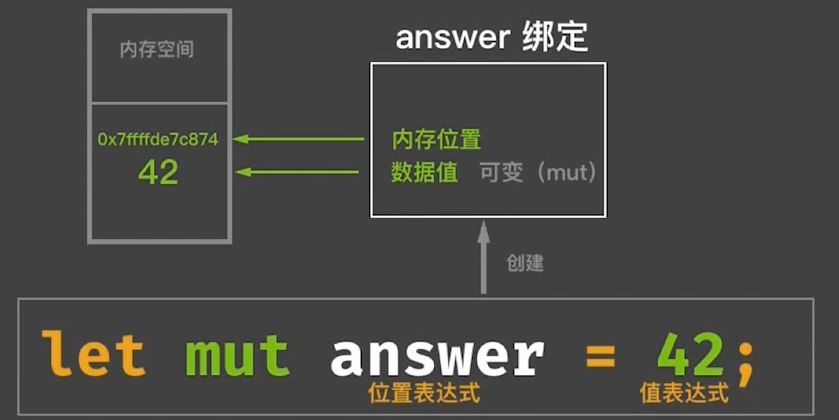 answer 绑定
内存空间
0x7ffffde7c874
42
内存位置
数据值 可变（mut）
创建
let mut answer = 42;
位置表达式 值表达式